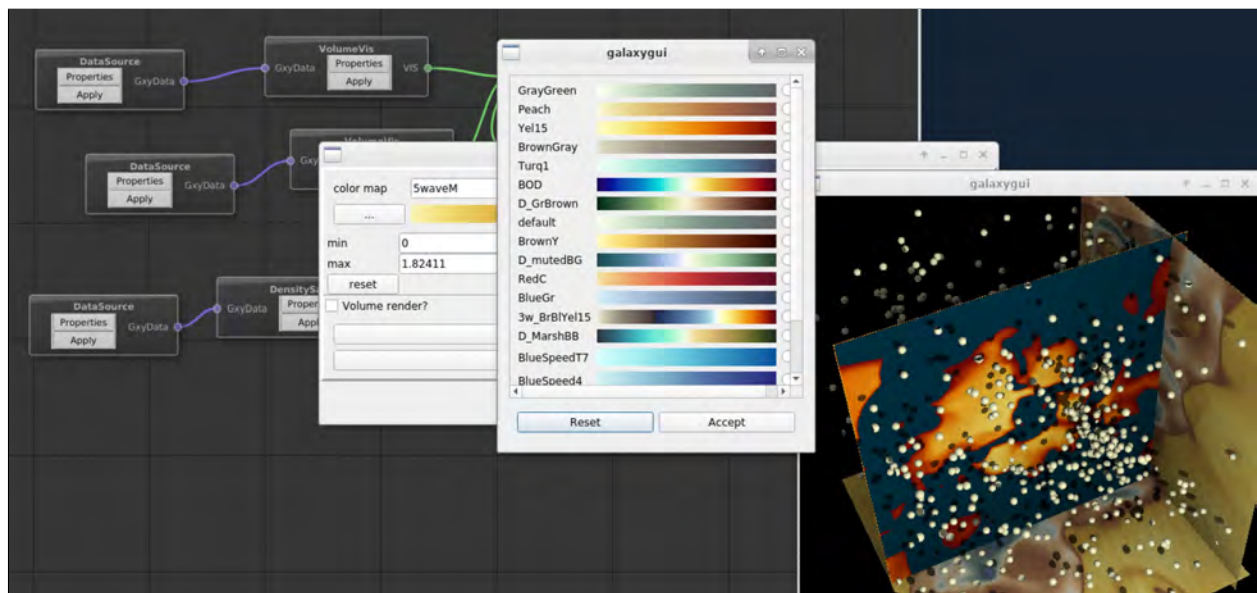 VolumeVis
DataSource
Properties
GxyData
Apply
GxyData
Properties
VIS
Apply
DataSource
Properties
GxyData
Apply
DataSource
Properties
GxyData
Apply
GxyData
Apply
color map
5waveM
...
min
0
max
1.82411
reset
Volume render?
galaxygui
GrayGreen
Peach
Yel15
BrownGray
Turq1
BOD
D_GrBrown
default
BrownY
D_mutedBG
RedC
BlueGr
3w_BrBlYel15
D_MarshBB
BlueSpeedT7
BlueSpeed4
Reset
Accept
galaxygui